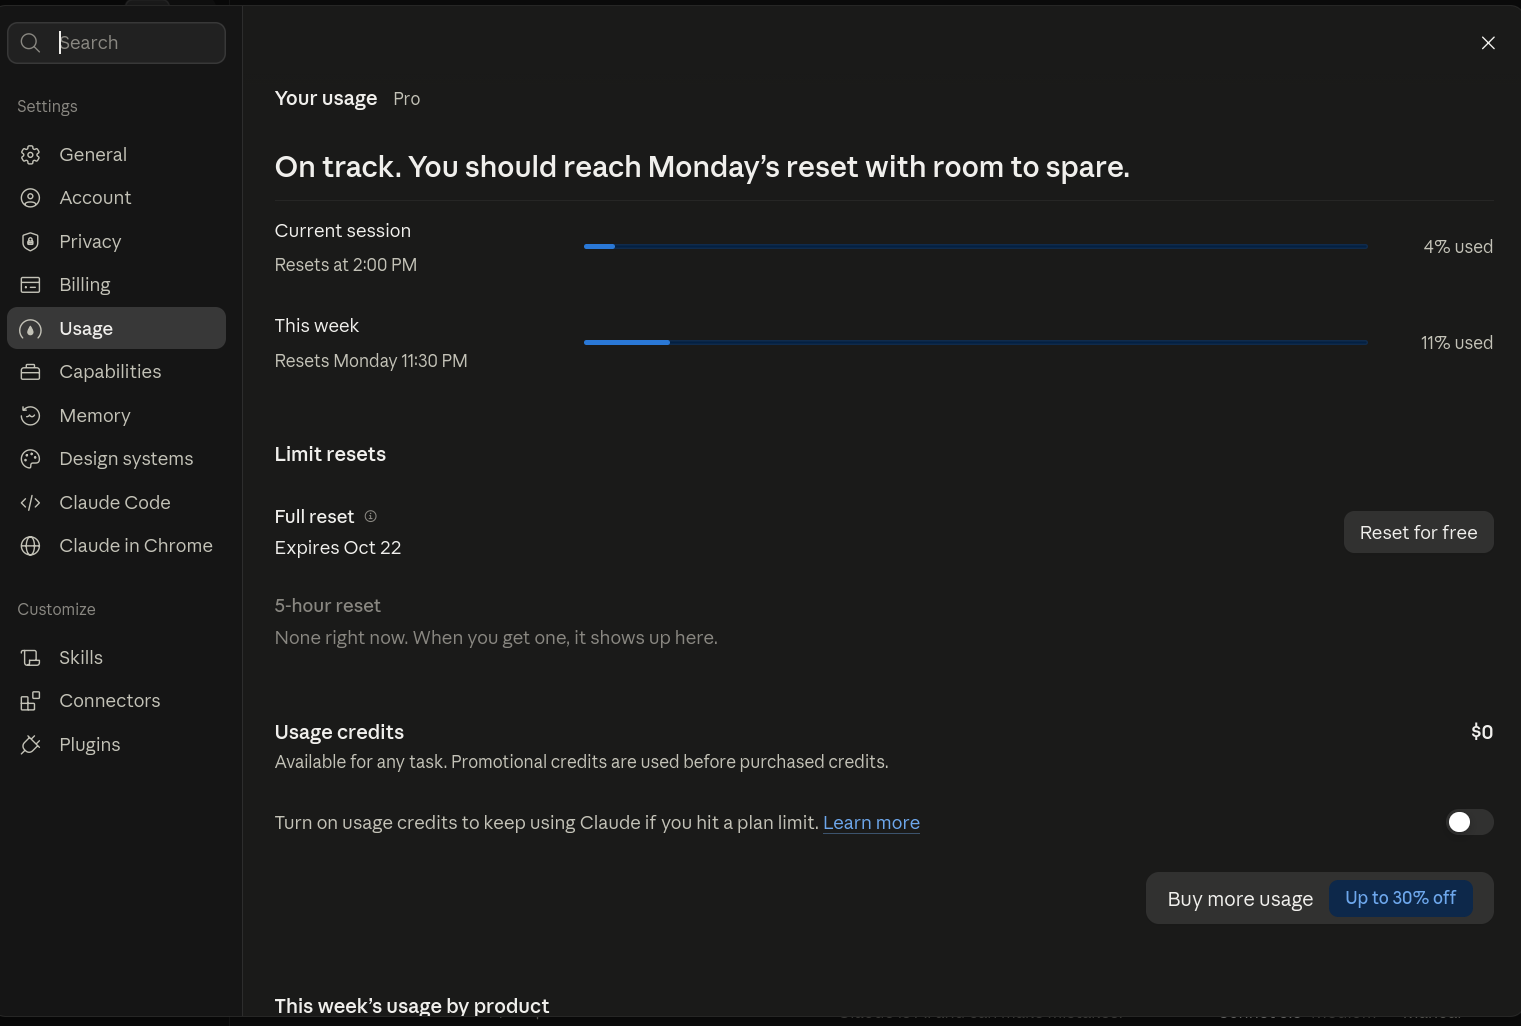 Search
Settings
General
Account
Privacy
Billing
Usage
Capabilities
Memory
Design systems
Claude Code
Claude in Chrome
Customize
Skills
Connectors
Plugins
Your usage Pro
On track. You should reach Monday’s reset with room to spare.
Current session
Resets at 2:00 PM
4% used
This week
Resets Monday 11:30 PM
11% used
Limit resets
Full reset
Expires Oct 22
Reset for free
5-hour reset
None right now. When you get one, it shows up here.
Usage credits
$0
Available for any task. Promotional credits are used before purchased credits.
Turn on usage credits to keep using Claude if you hit a plan limit. Learn more
Buy more usage Up to 30% off
This week’s usage by product